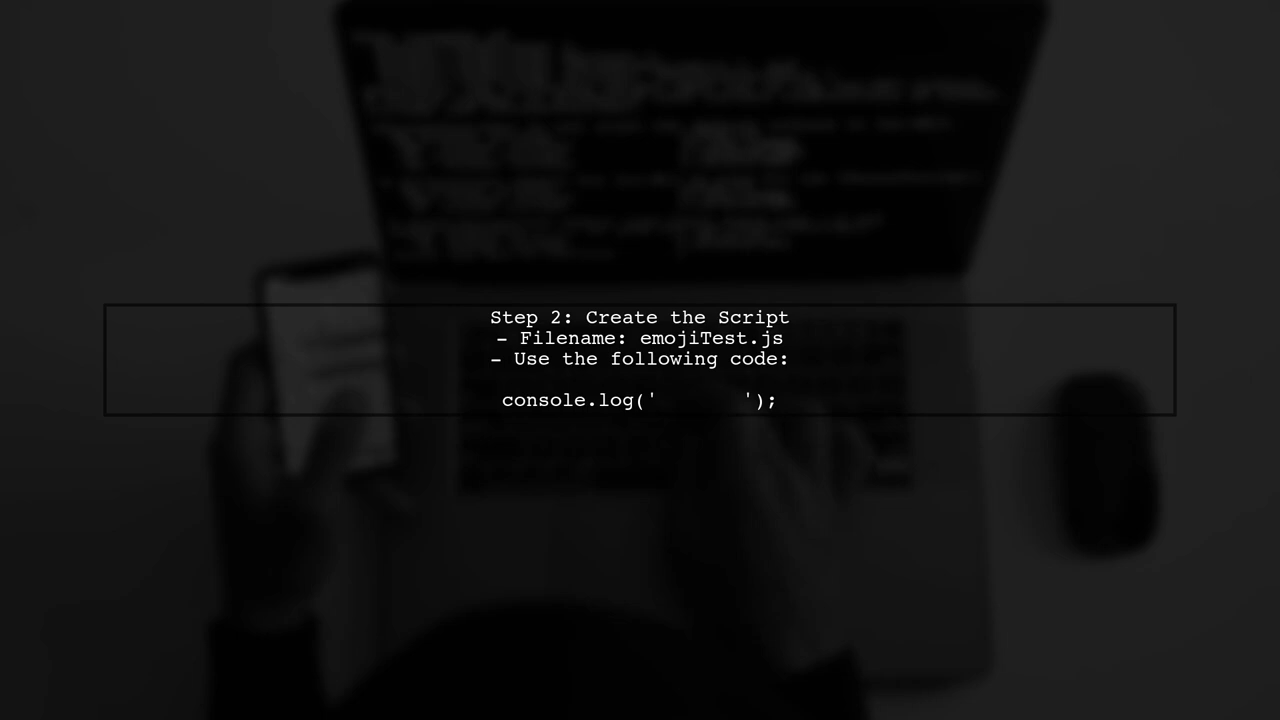 Step 2: Create the Script
- Filename: emojiTest.js
- Use the following code:
console.log('       ');